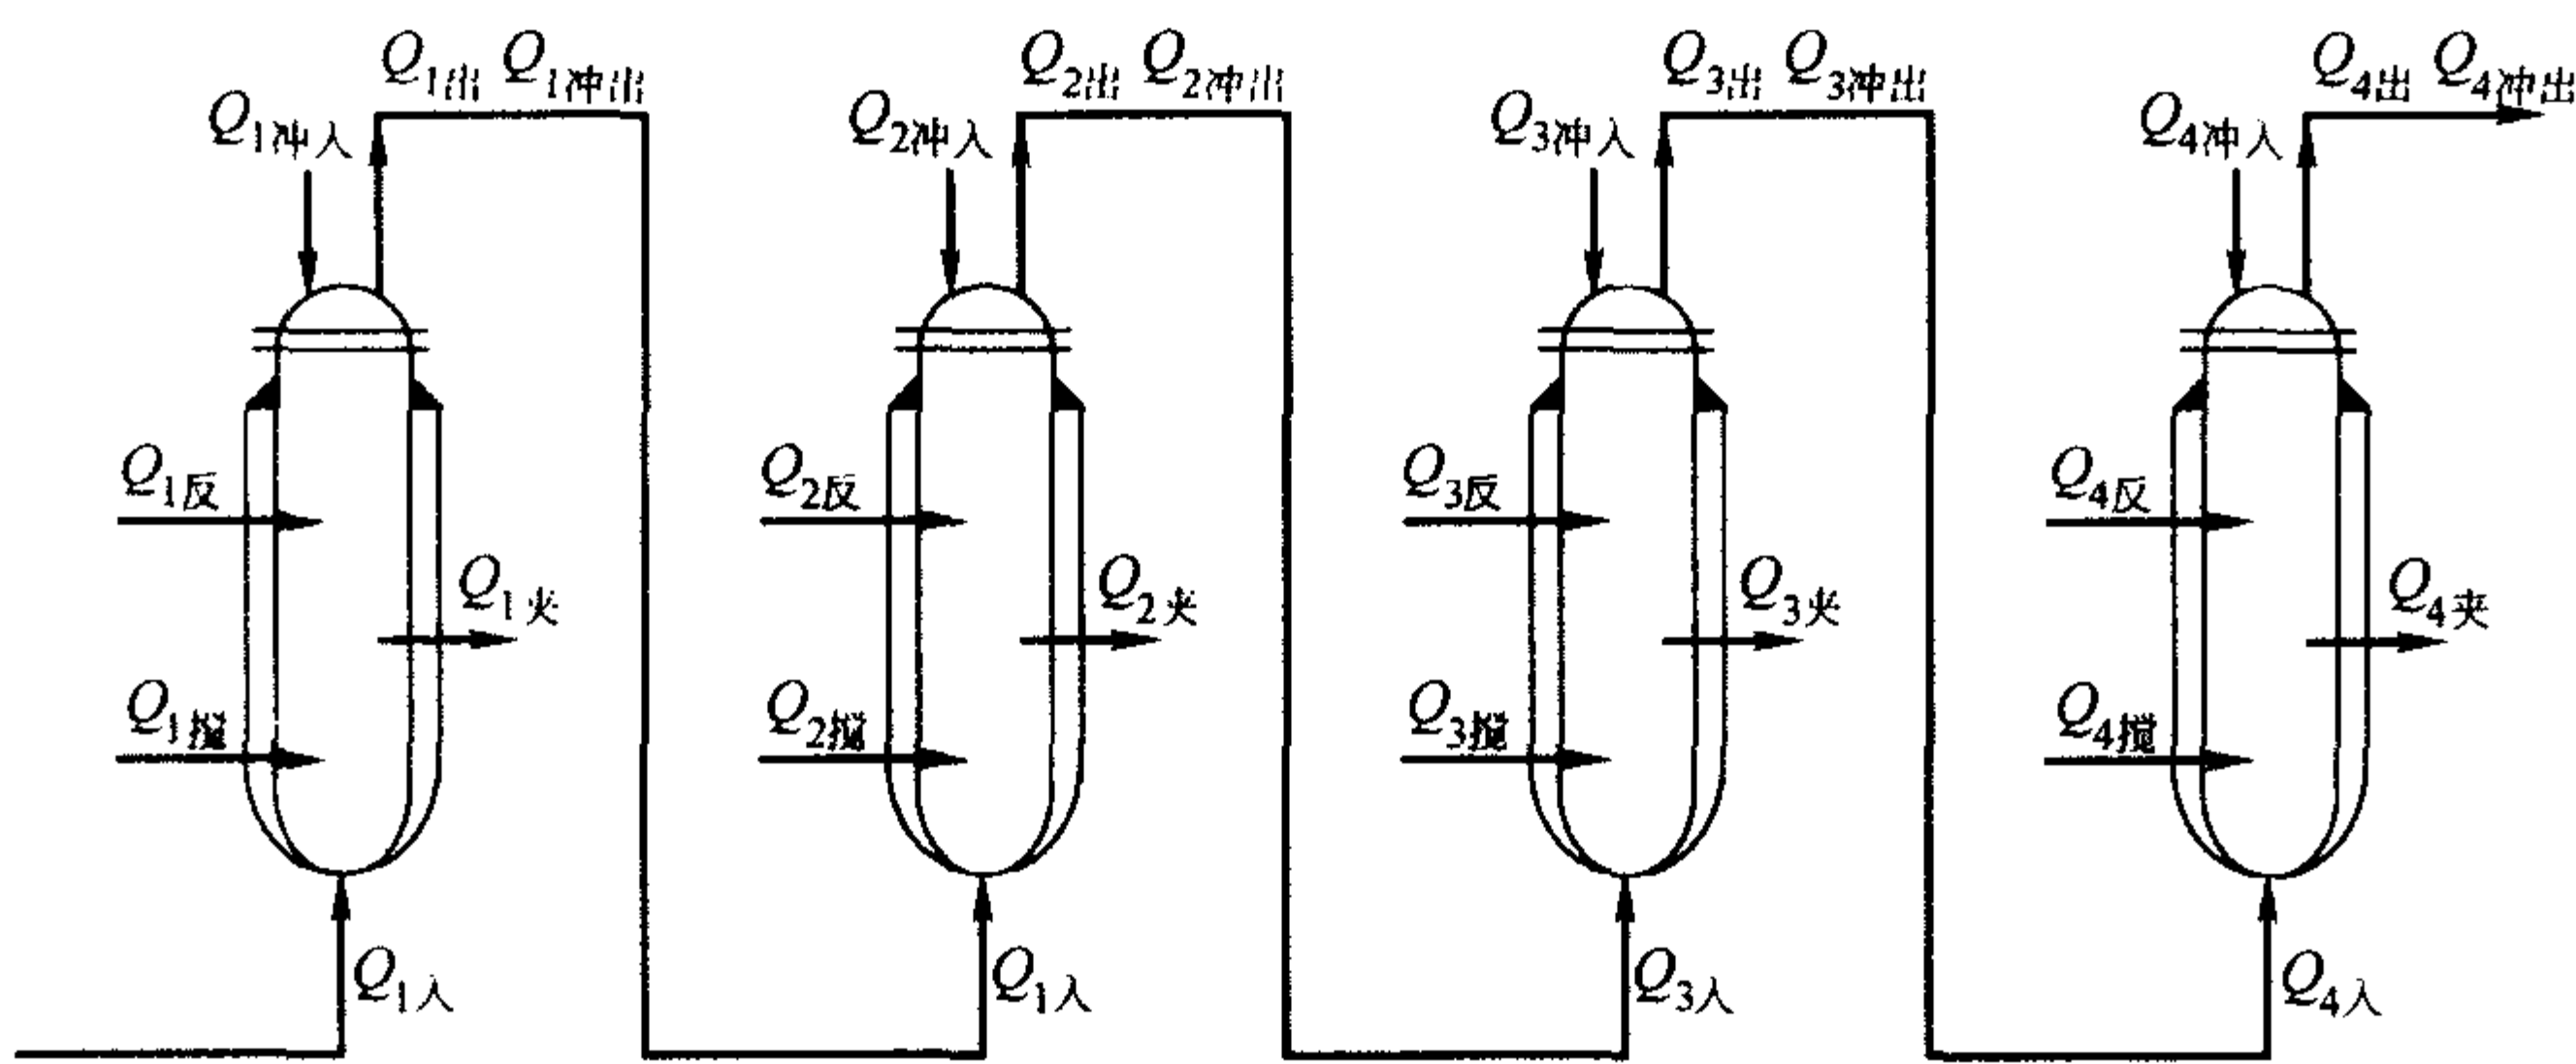 Q1出 Q1冲出
Q2出 Q2冲出
Q3出 Q3冲出
Q4出 Q4冲出
Q1冲入
Q2冲入
Q3冲入
Q4冲入
Q1反
Q2反
Q3反
Q4反
Q1夹
Q2夹
Q3夹
Q4夹
Q1搅
Q2搅
Q3搅
Q4搅
Q1入
Q1入
Q3入
Q4入